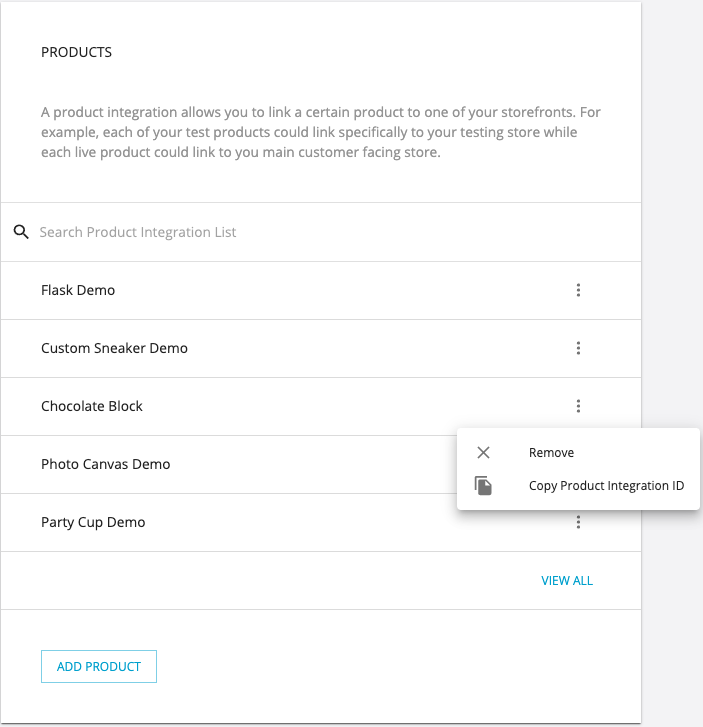 PRODUCTS
A product integration allows you to link a certain product to one of your storefronts. For
example, each of your test products could link specifically to your testing store while
each live product could link to you main customer facing store.
Search Product Integration List
Flask Demo
Custom Sneaker Demo
Chocolate Block
Remove
Photo Canvas Demo
Copy Product Integration ID
Party Cup Demo
VIEW ALL
ADD PRODUCT